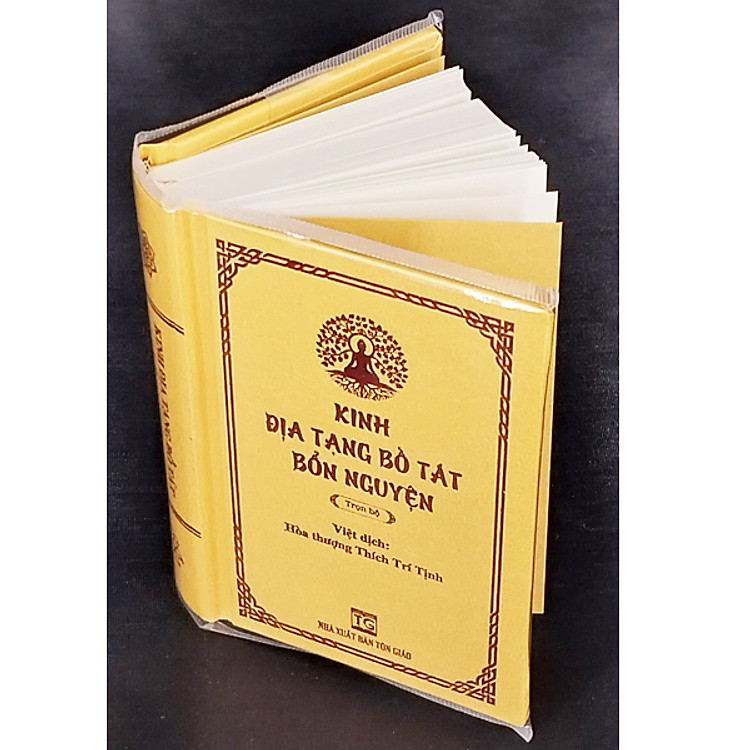 KINH
ĐỊA TẠNG BỒ TÁT
BỔN NGUYỆN
Trọn bộ
Việt dịch:
Hòa thượng Thích Trí Tịnh
TG
NHÀ XUẤT BẢN TÔN GIÁO